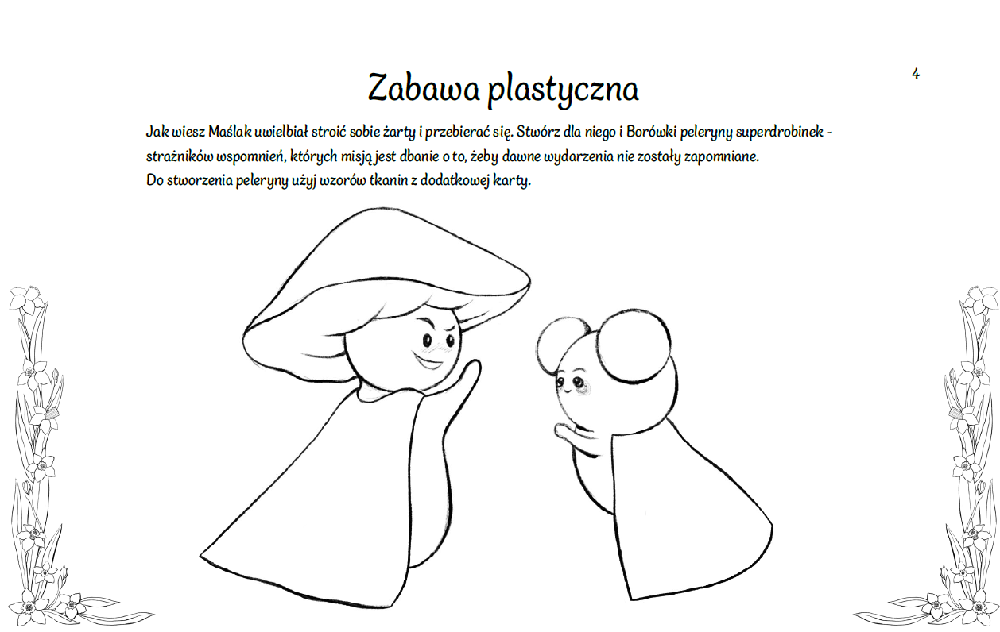 4
Zabawa plastyczna
Jak wiesz Maślak uwielbiał stroić sobie żarty i przebierać się. Stwórz dla niego i Borówki peleryny superdrobinek -
strażników wspomnień, których misją jest dbanie o to, żeby dawne wydarzenia nie zostały zapomniane.
Do stworzenia peleryny użyj wzorów tkanin z dodatkowej karty.